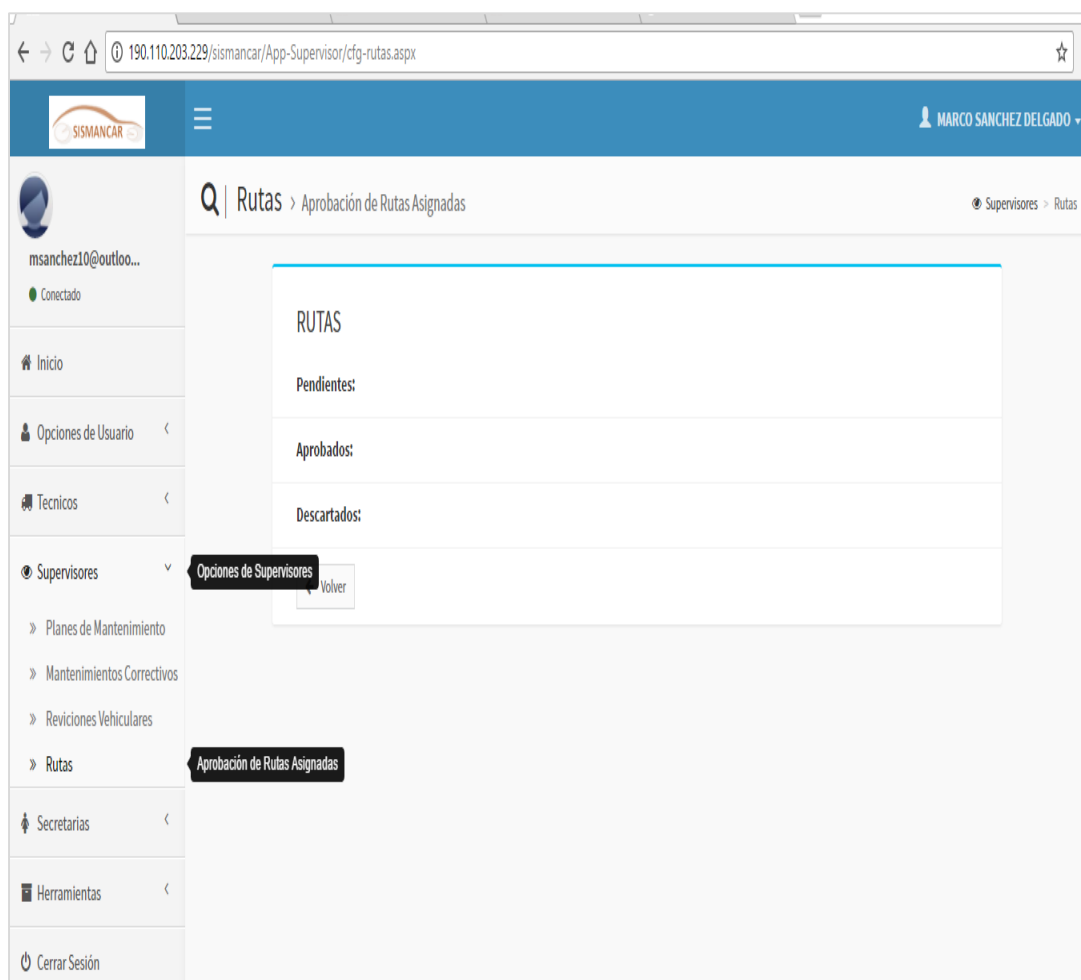 190.110.203.229/sismancar/App-Supervisor/cfg-rutas.aspx
SISMANCAR
MARCO SANCHEZ DELGADO
Rutas > Aprobación de Rutas Asignadas
Supervisores > Rutas
msanchez10@outloo...
Conectado
Inicio
Opciones de Usuario
Tecnicos
Supervisores
Opciones de Supervisores
Planes de Mantenimiento
Mantenimientos Correctivos
Reviciones Vehiculares
Rutas
Aprobación de Rutas Asignadas
Secretarias
Herramientas
Cerrar Sesión
RUTAS
Pendientes:
Aprobados:
Descartados:
Volver